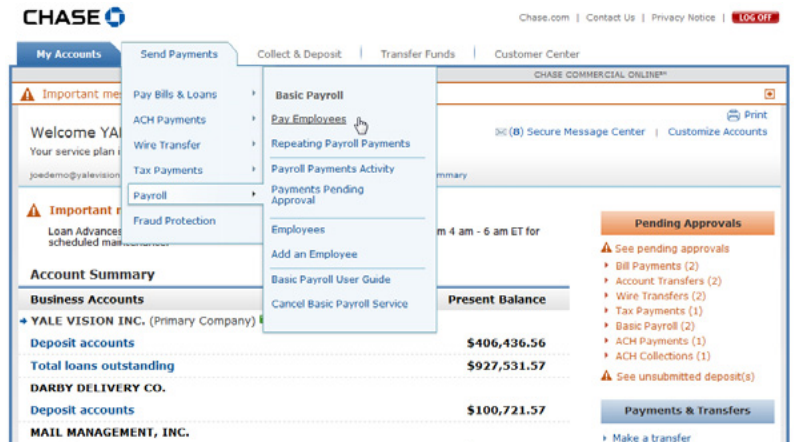 CHASE
Chase.com | Contact Us | Privacy Notice | LOG OFF
My Accounts Send Payments Collect & Deposit Transfer Funds Customer Center
CHASE COMMERCIAL ONLINE℠
Important mes
Print
Welcome YAL
(8) Secure Message Center | Customize Accounts
Your service plan i
joedemo@yalevision
mmary
Pay Bills & Loans
ACH Payments
Wire Transfer
Tax Payments
Payroll
Fraud Protection
Basic Payroll
Pay Employees
Repeating Payroll Payments
Payroll Payments Activity
Payments Pending
Approval
Employees
Add an Employee
Basic Payroll User Guide
Cancel Basic Payroll Service
Important
Loan Advances m 4 am - 6 am ET for
scheduled
Account Summary
Business Accounts Present Balance
YALE VISION INC. (Primary Company)
Deposit accounts $406,436.56
Total loans outstanding $927,531.57
DARBY DELIVERY CO.
Deposit accounts $100,721.57
MAIL MANAGEMENT, INC.
Pending Approvals
See pending approvals
Bill Payments (2)
Account Transfers (2)
Wire Transfers (2)
Tax Payments (1)
Basic Payroll (2)
ACH Payments (1)
ACH Collections (1)
See unsubmitted deposit(s)
Payments & Transfers
Make a transfer